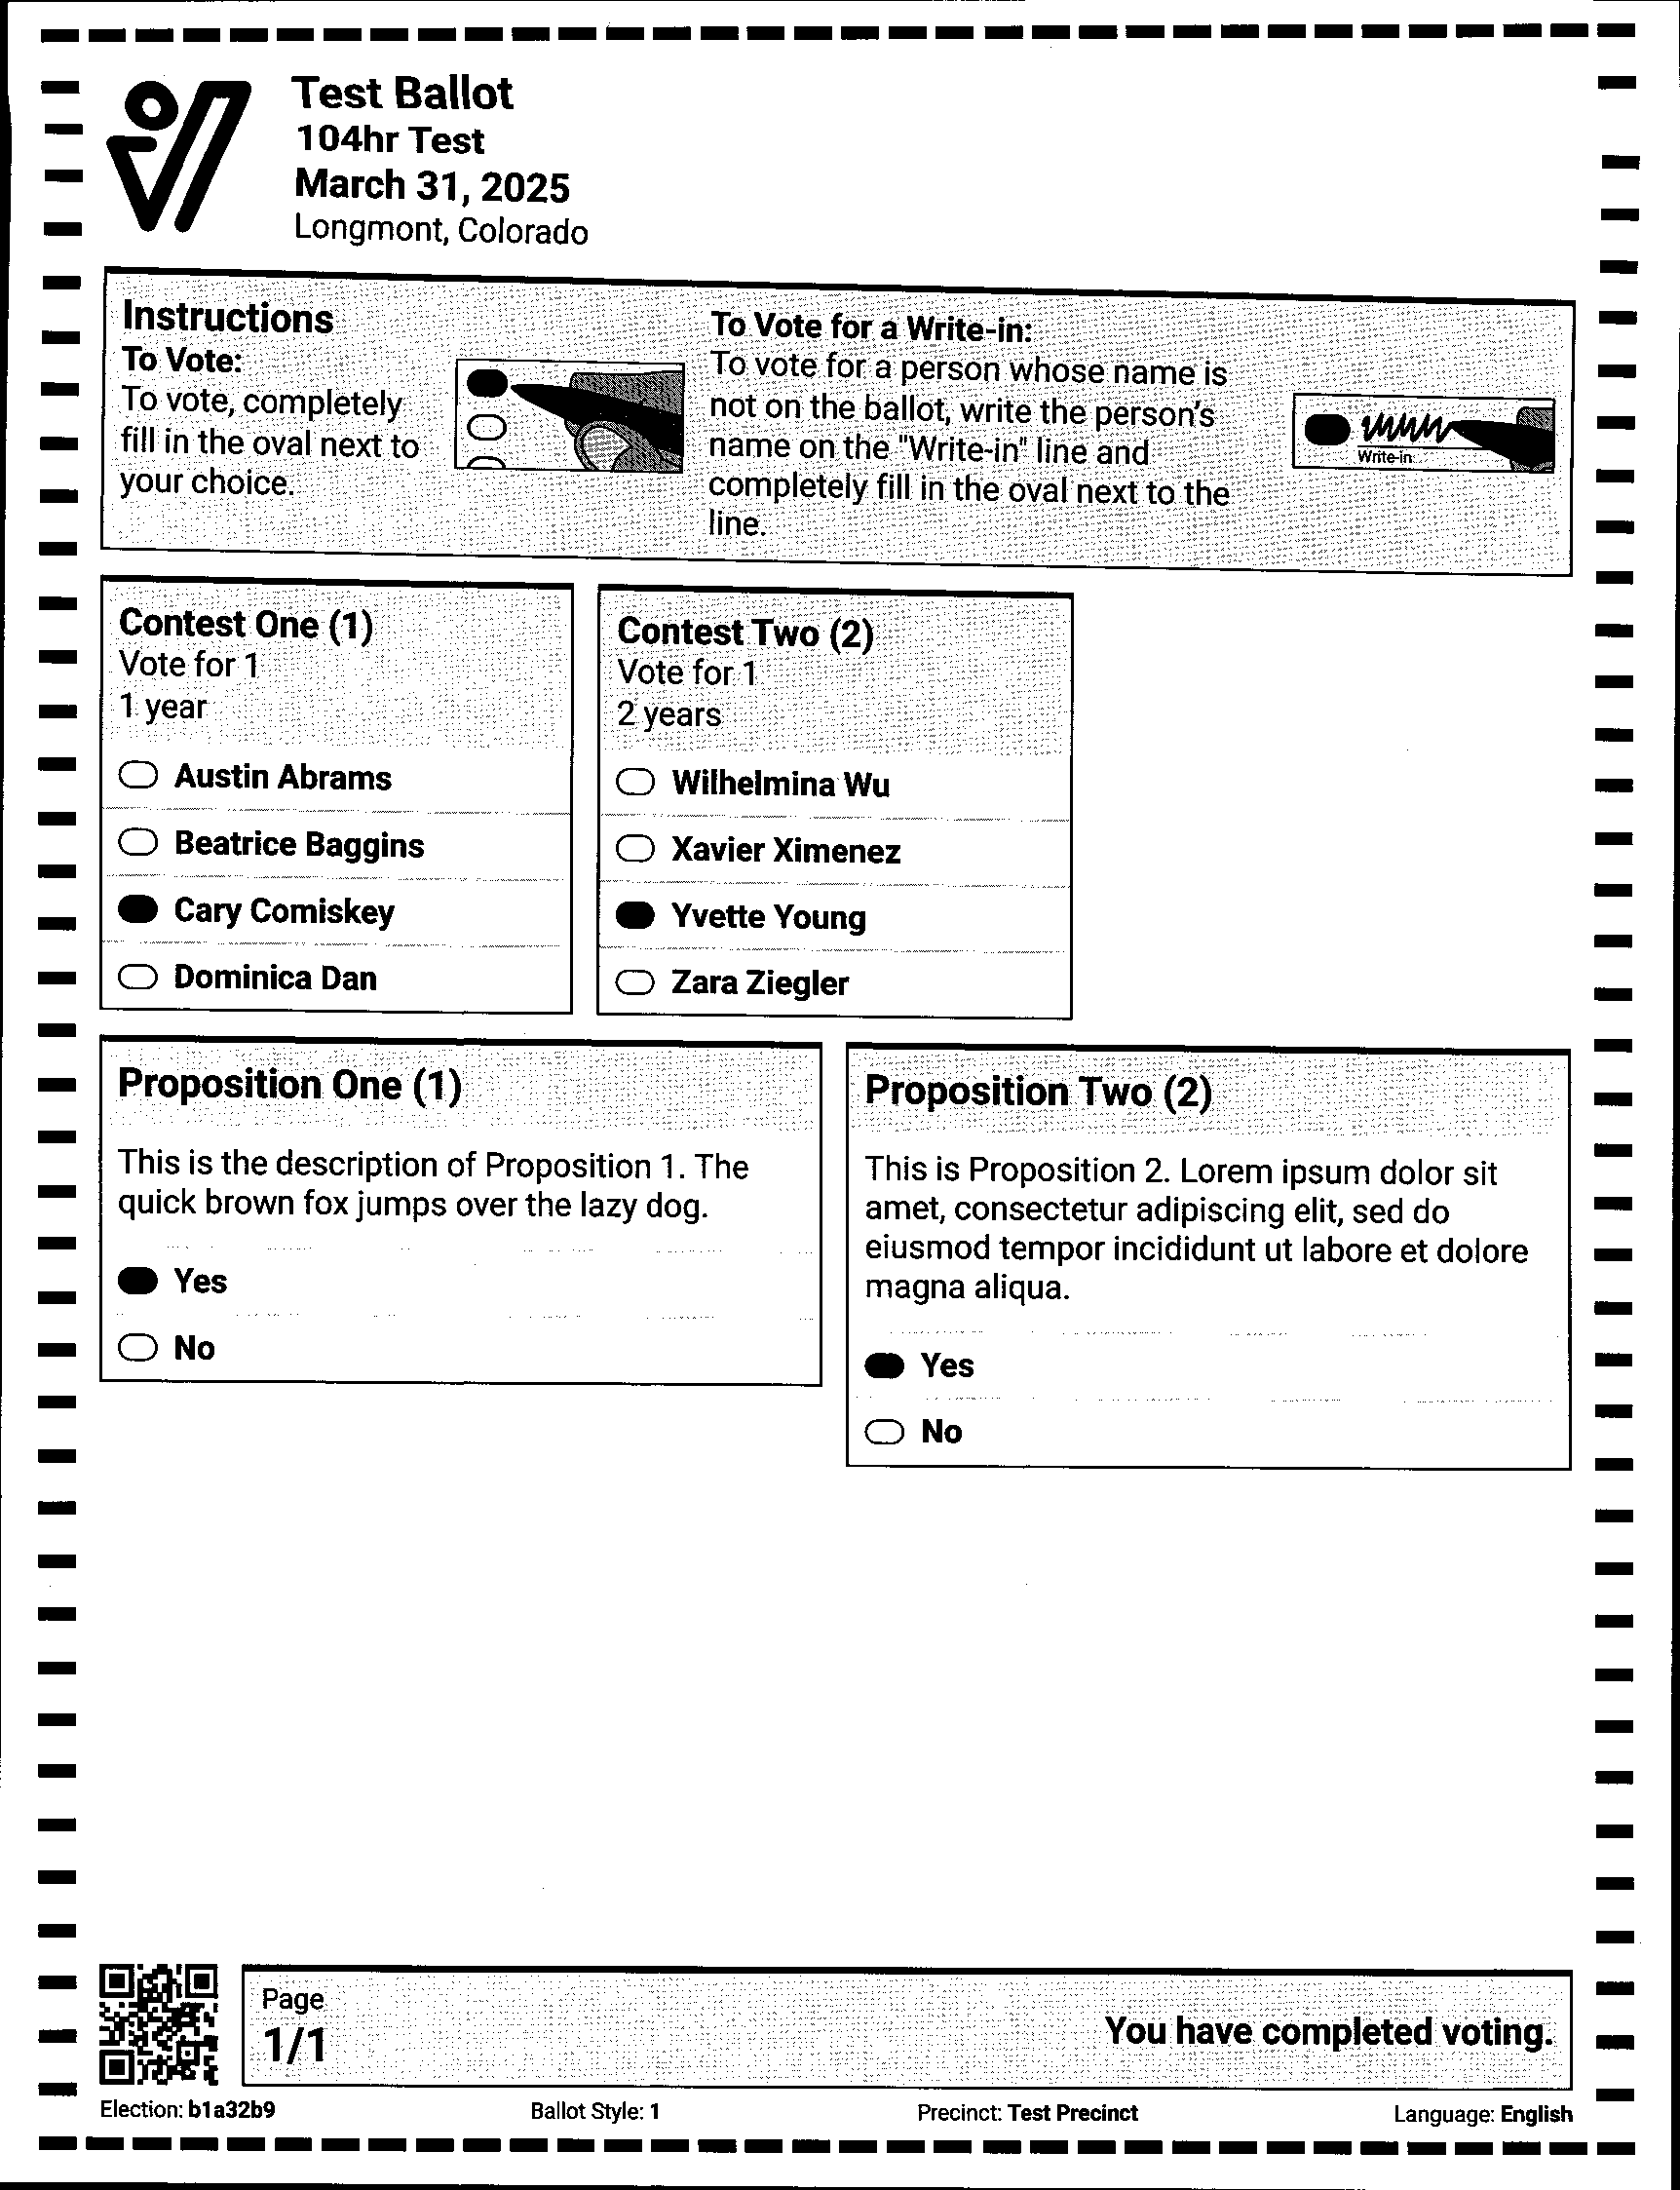 Test Ballot
104hr Test
March 31, 2025
Longmont, Colorado
Instructions
To Vote:
To vote, completely
fill in the oval next to
your choice.
To Vote for a Write-in:
To vote for a person whose name is
not on the ballot, write the person's
name on the "Write-in" line and
completely fill in the oval next to the
line.
Write-in
Contest One (1)
Vote for 1
1 year
Austin Abrams
Beatrice Baggins
Cary Comiskey
Dominica Dan
Contest Two (2)
Vote for 1
2 years
Wilhelmina Wu
Xavier Ximenez
Yvette Young
Zara Ziegler
Proposition One (1)
This is the description of Proposition 1. The
quick brown fox jumps over the lazy dog.
Yes
No
Proposition Two (2)
This is Proposition 2. Lorem ipsum dolor sit
amet, consectetur adipiscing elit, sed do
eiusmod tempor incididunt ut labore et dolore
magna aliqua.
Yes
No
Page
1/1
You have completed voting.
Election: b1a32b9 Ballot Style: 1 Precinct: Test Precinct Language: English